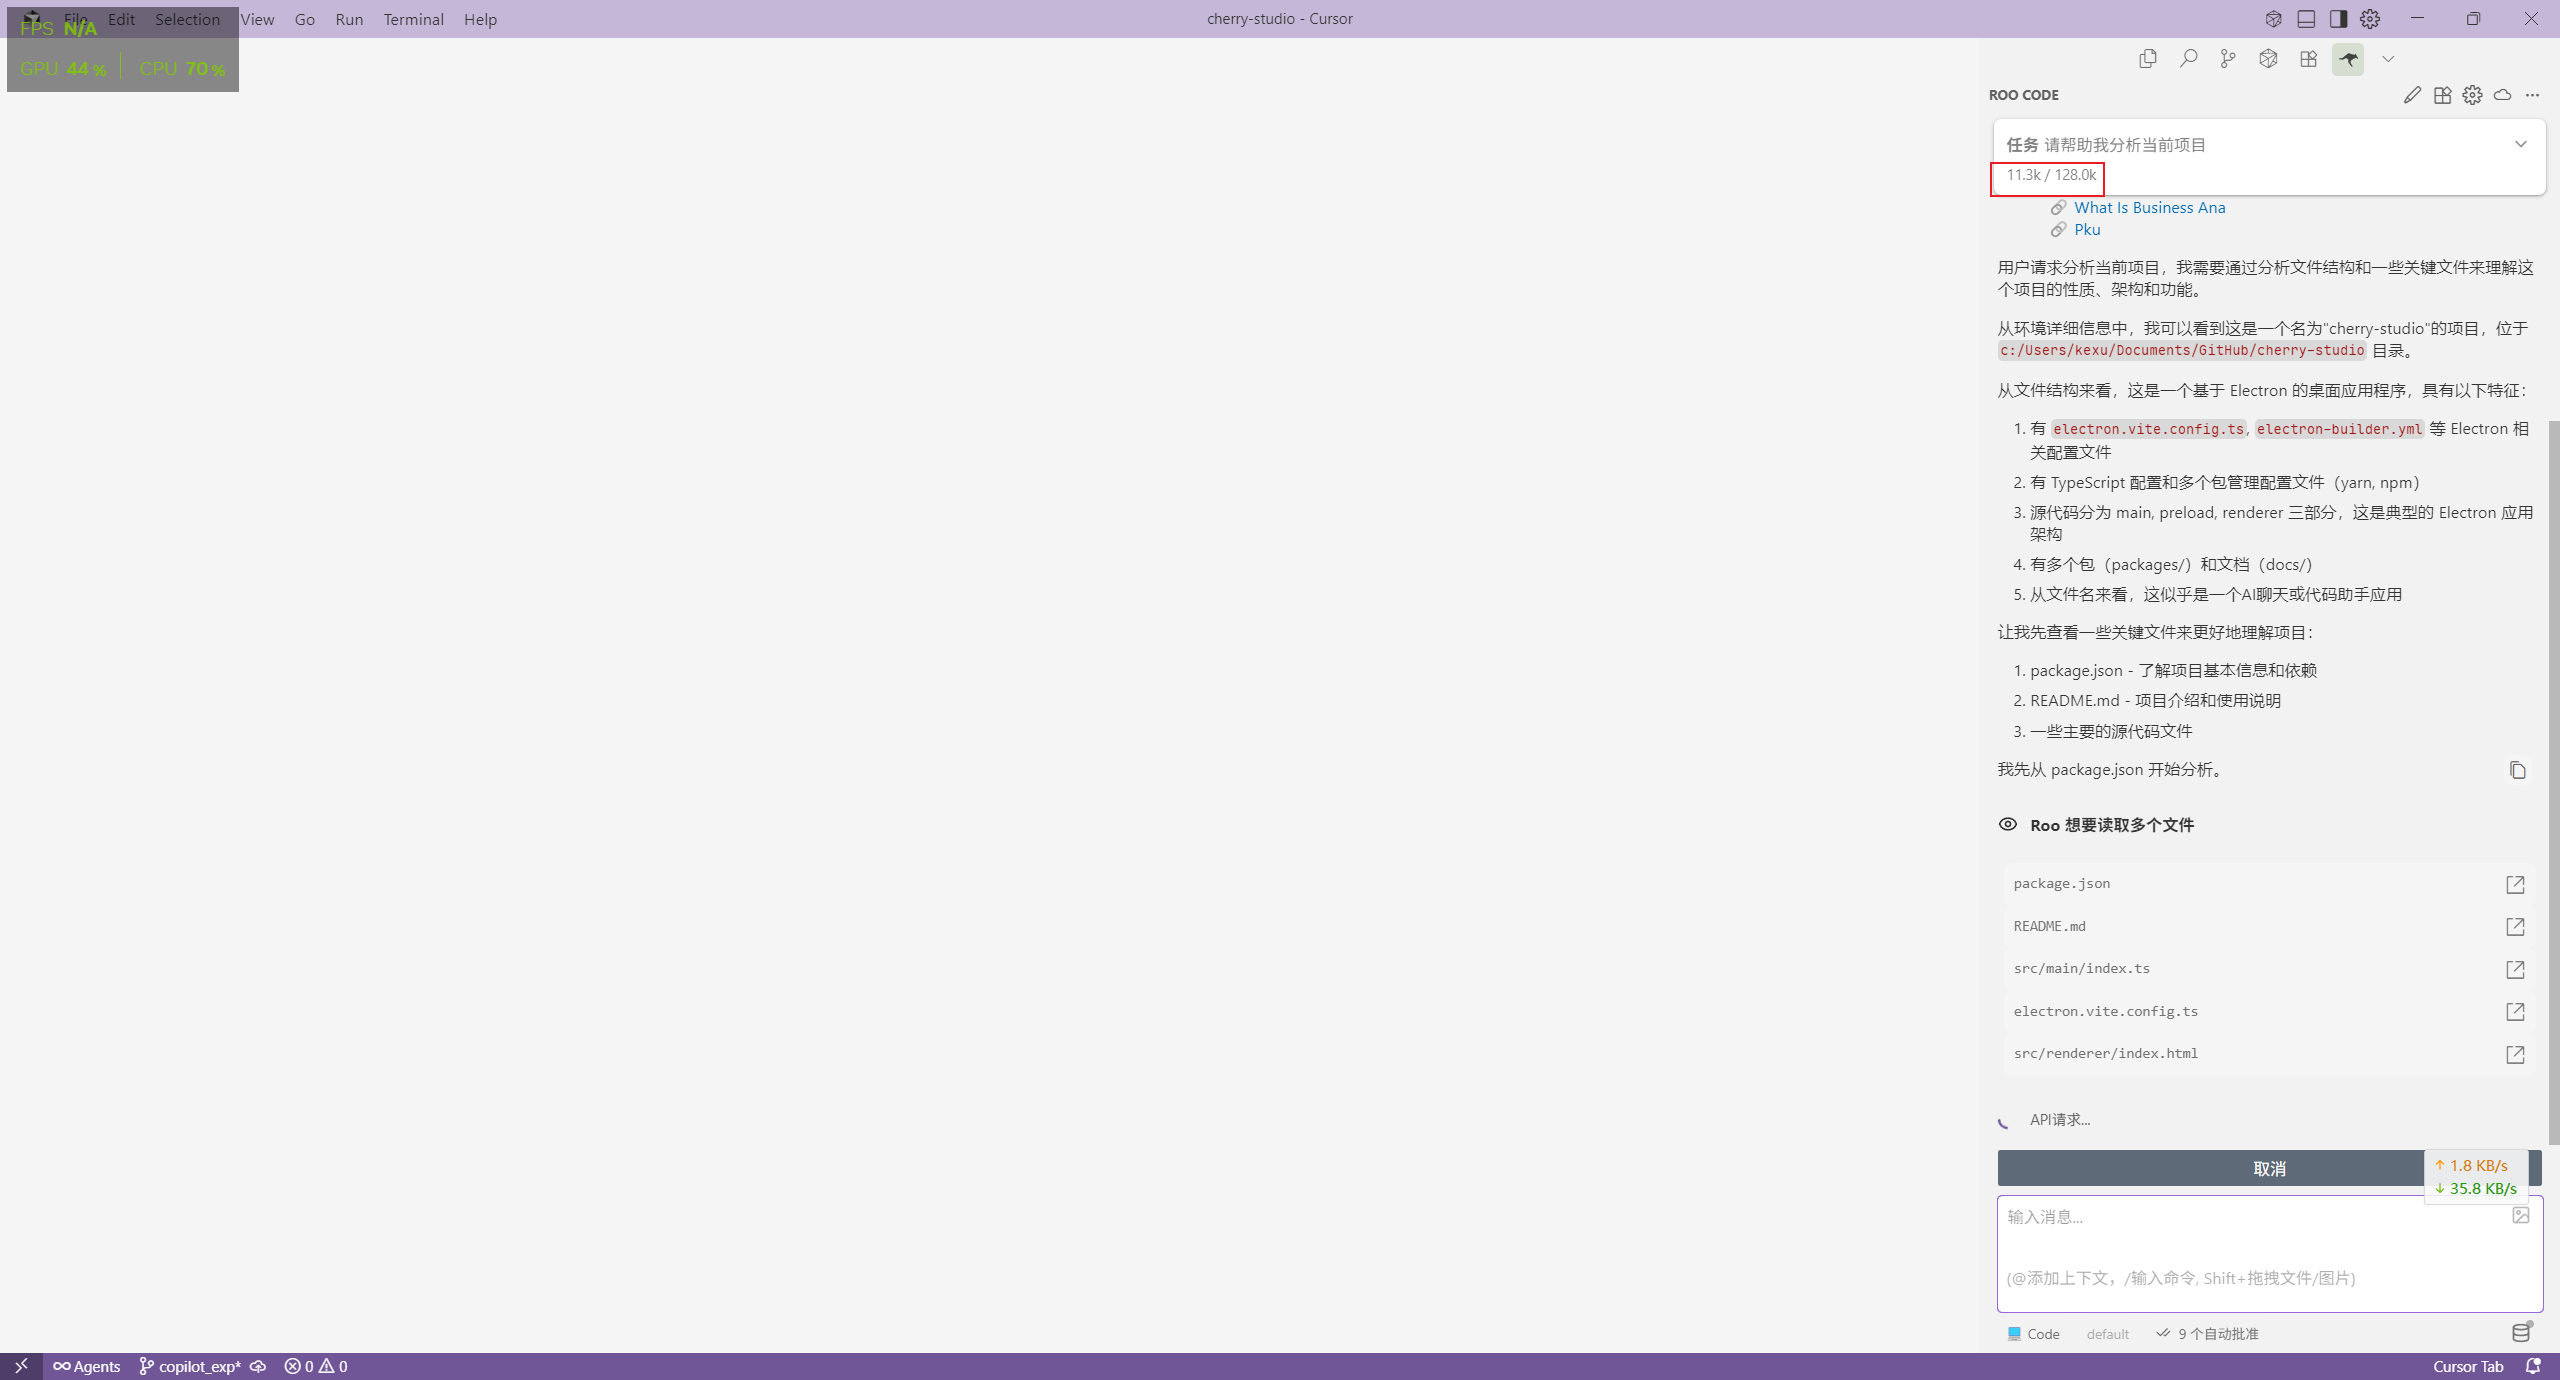 File Edit Selection View Go Run Terminal Help
cherry-studio - Cursor
FPS N/A
GPU 44 % CPU 70 %
ROO CODE
任务 请帮助我分析当前项目
11.3k / 128.0k
What Is Business Ana
Pku
用户请求分析当前项目，我需要通过分析文件结构和一些关键文件来理解这
个项目的性质、架构和功能。
从环境详细信息中，我可以看到这是一个名为"cherry-studio"的项目，位于
c:/Users/kexu/Documents/GitHub/cherry-studio 目录。
从文件结构来看，这是一个基于 Electron 的桌面应用程序，具有以下特征：
1. 有 electron.vite.config.ts, electron-builder.yml 等 Electron 相
关配置文件
2. 有 TypeScript 配置和多个包管理配置文件（yarn, npm）
3. 源代码分为 main, preload, renderer 三部分，这是典型的 Electron 应用
架构
4. 有多个包（packages/）和文档（docs/）
5. 从文件名来看，这似乎是一个AI聊天或代码助手应用
让我先查看一些关键文件来更好地理解项目：
1. package.json - 了解项目基本信息和依赖
2. README.md - 项目介绍和使用说明
3. 一些主要的源代码文件
我先从 package.json 开始分析。
Roo 想要读取多个文件
package.json
README.md
src/main/index.ts
electron.vite.config.ts
src/renderer/index.html
API请求...
取消
↑ 1.8 KB/s
↓ 35.8 KB/s
输入消息...
(@添加上下文，/输入命令, Shift+拖拽文件/图片)
Code default 9 个自动批准
Agents copilot_exp* 0 0 Cursor Tab